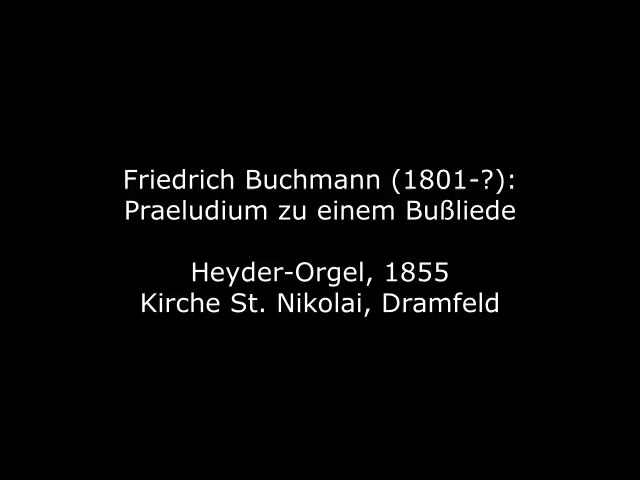 Friedrich Buchmann (1801-?):
Praeludium zu einem Bußliede
Heyder-Orgel, 1855
Kirche St. Nikolai, Dramfeld